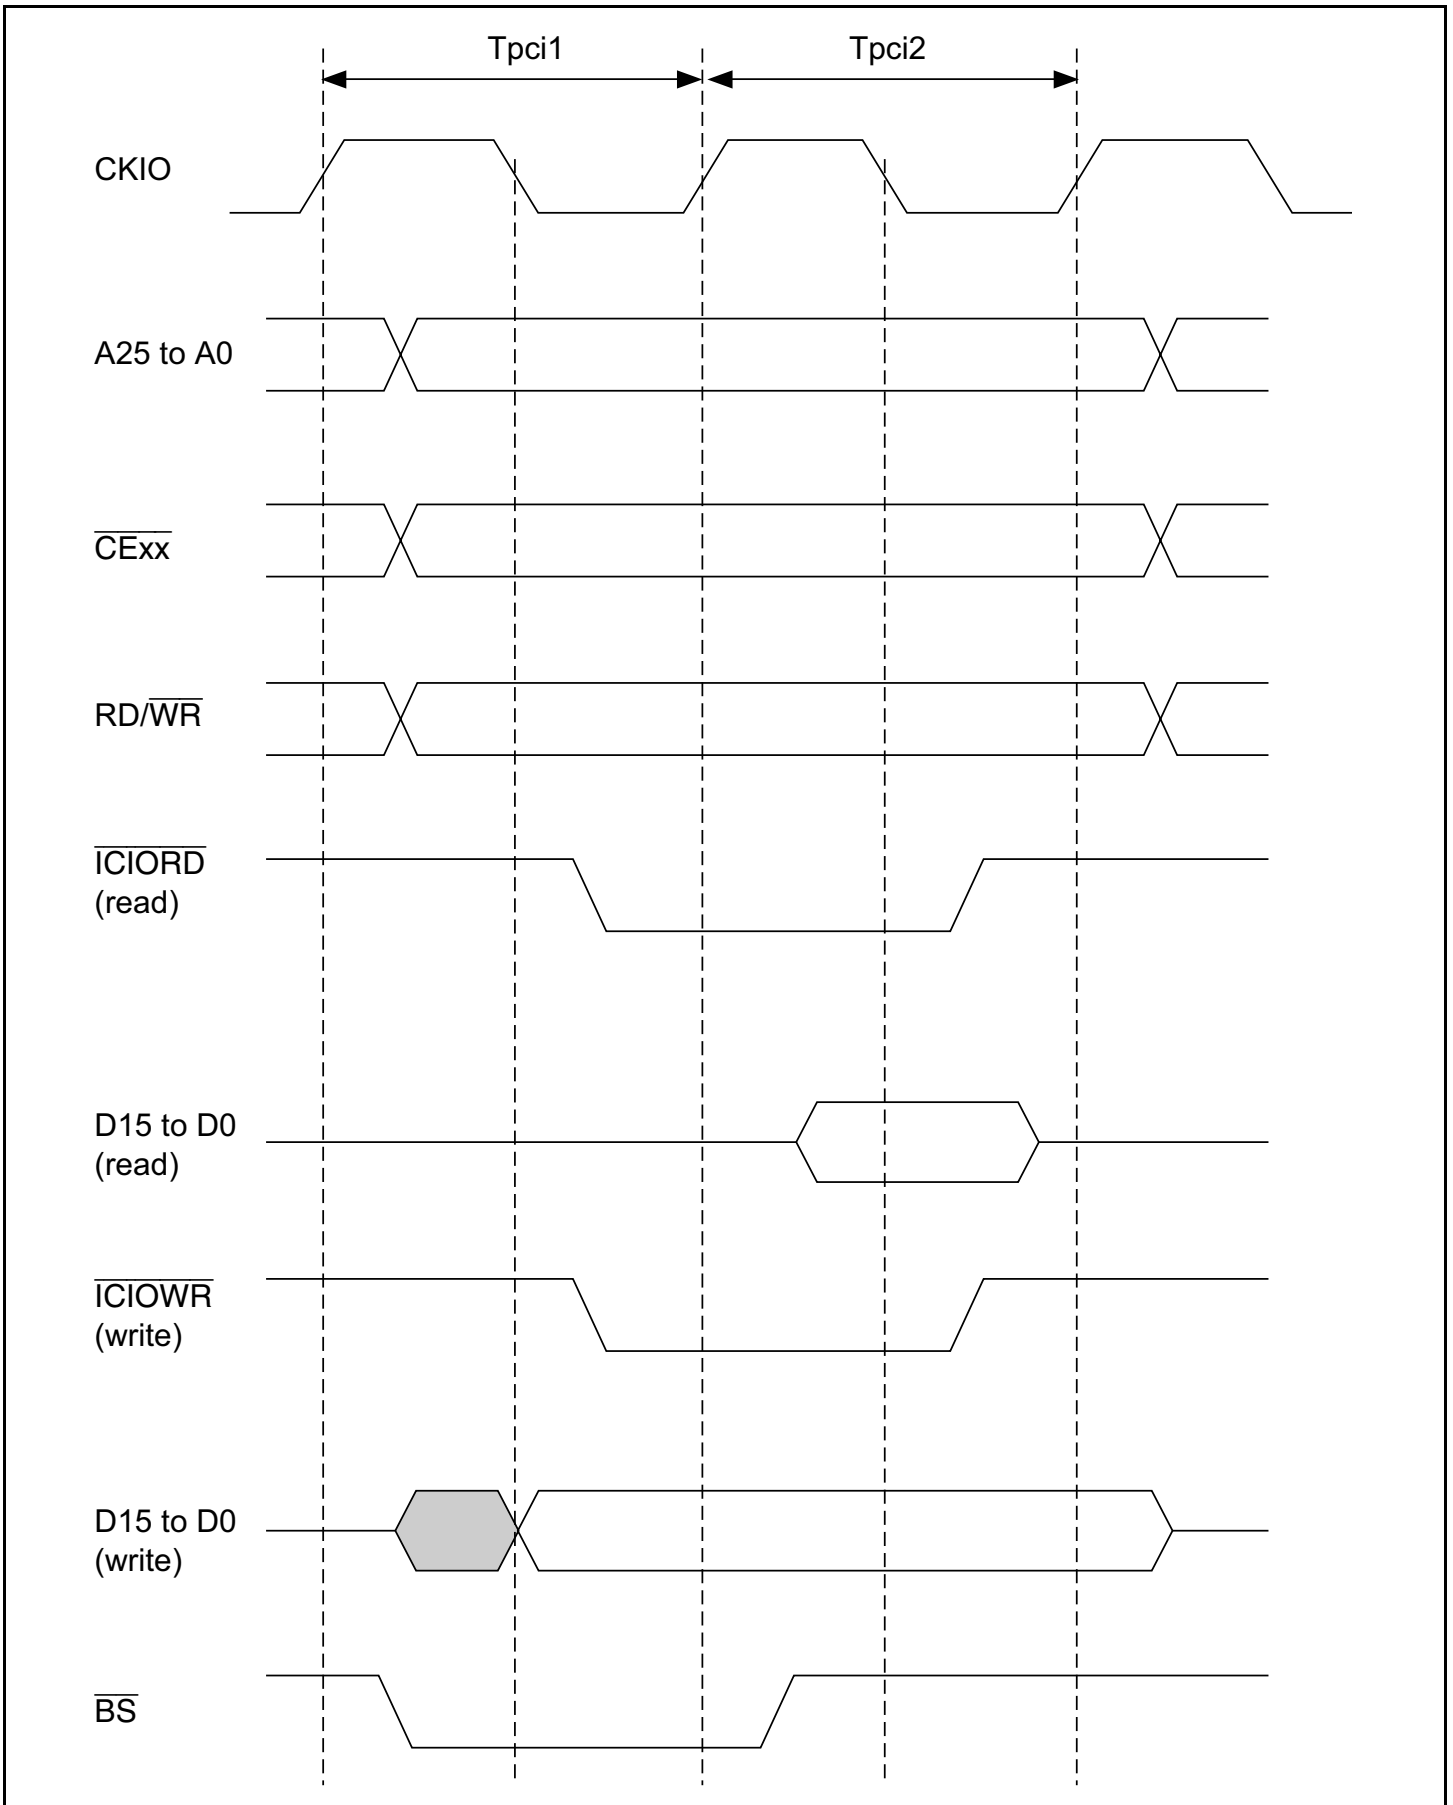 Tpci1
Tpci2
CKIO
A25 to A0
CExx
RD/WR
ICIORD
(read)
D15 to D0
(read)
ICIOWR
(write)
D15 to D0
(write)
BS